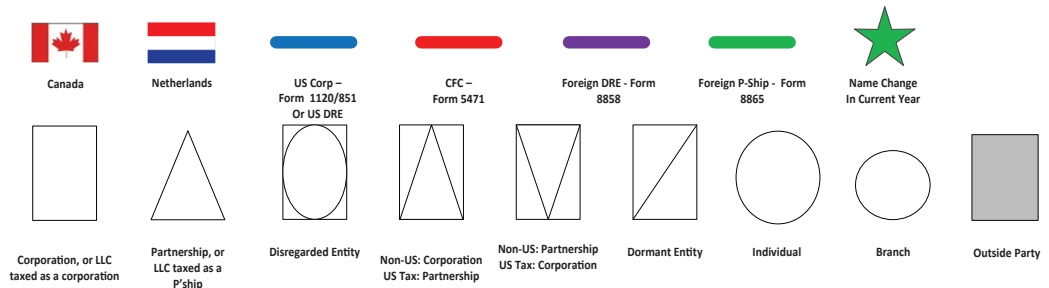 Canada
Netherlands
US Corp –
Form 1120/851
Or US DRE
CFC –
Form 5471
Foreign DRE - Form
8858
Foreign P-Ship - Form
8865
Name Change
In Current Year
Corporation, or LLC
taxed as a corporation
Partnership, or
LLC taxed as a
P'ship
Disregarded Entity
Non-US: Corporation
US Tax: Partnership
Non-US: Partnership
US Tax: Corporation
Dormant Entity
Individual
Branch
Outside Party